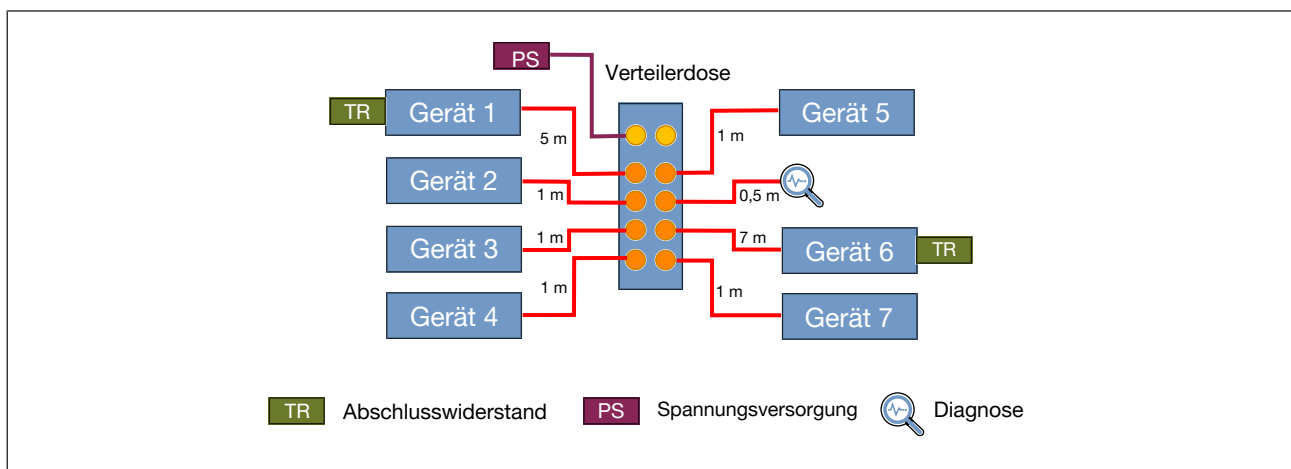 PS
Verteilerdose
TR
Gerät 1
Gerät 5
5 m
1 m
Gerät 2
1 m
0,5 m
Gerät 3
1 m
7 m
Gerät 6
TR
1 m
1 m
Gerät 4
Gerät 7
TR
Abschlusswiderstand
PS
Spannungsversorgung
Diagnose